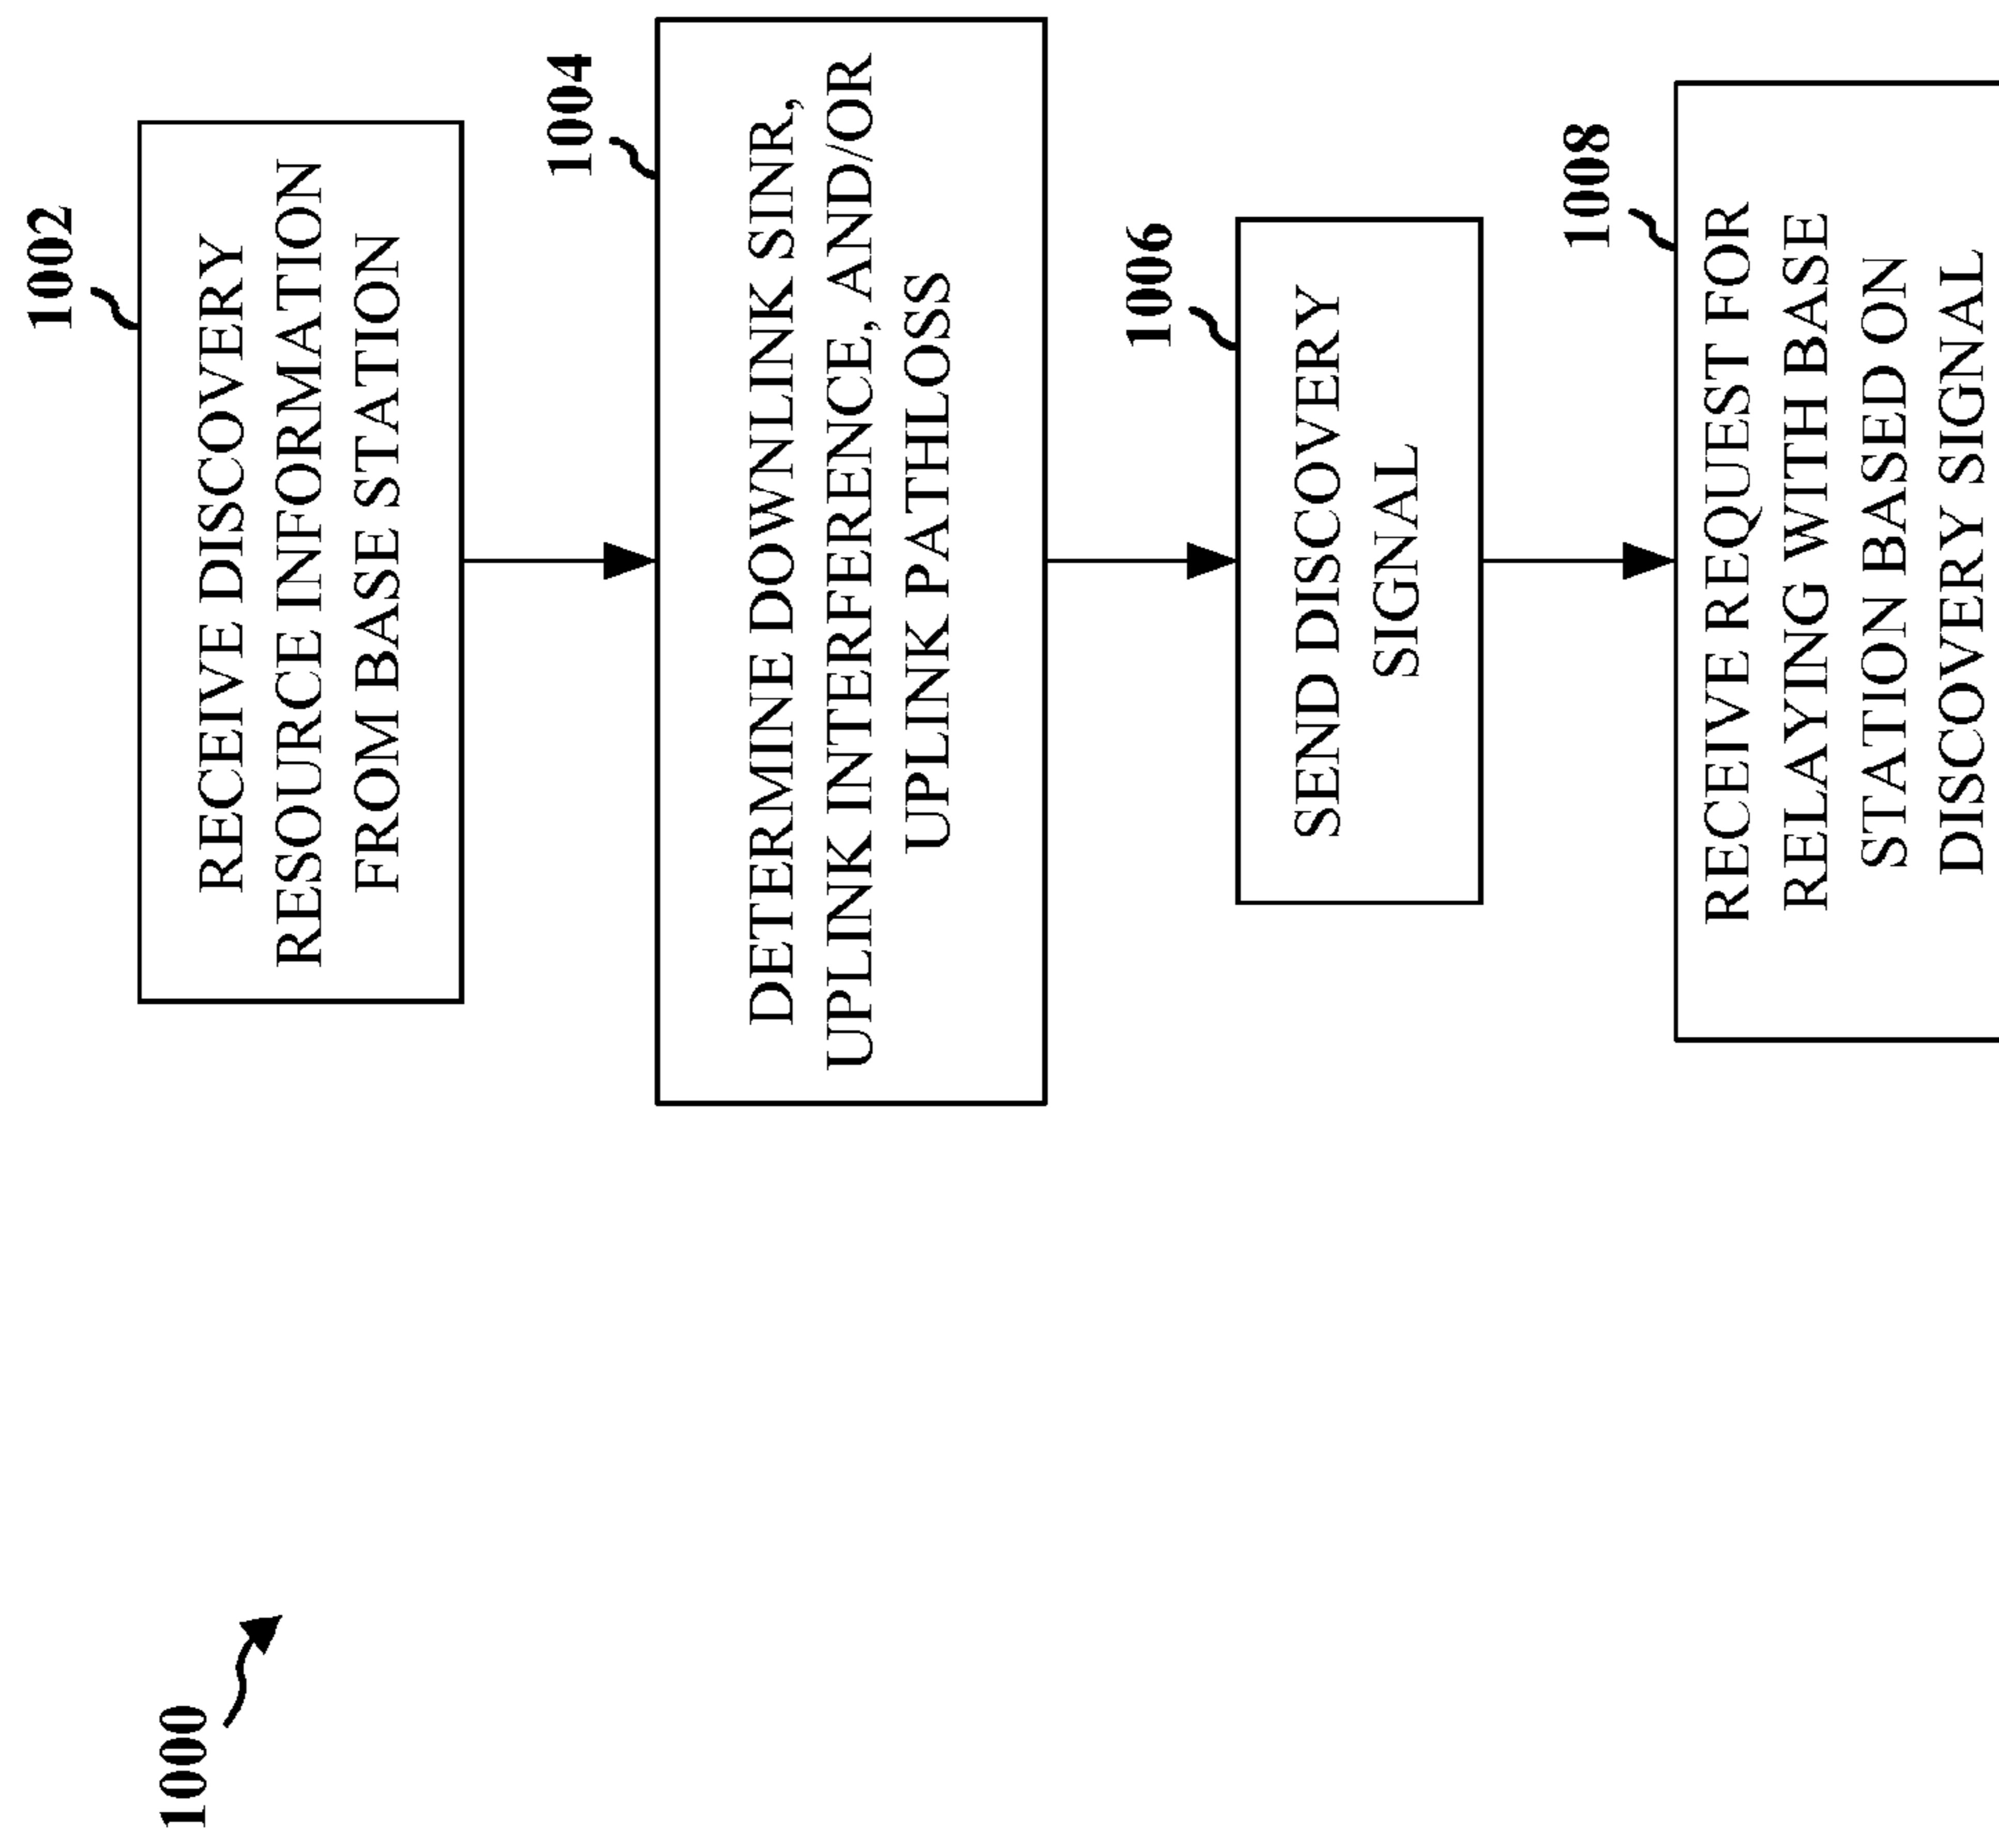 1000
1002
RECEIVE DISCOVERY
RESOURCE INFORMATION
FROM BASE STATION
1004
DETERMINE DOWNLINK SINR,
UPLINK INTERFERENCE, AND/OR
UPLINK PATHLOSS
1006
SEND DISCOVERY
SIGNAL
1008
RECEIVE REQUEST FOR
RELAYING WITH BASE
STATION BASED ON
DISCOVERY SIGNAL